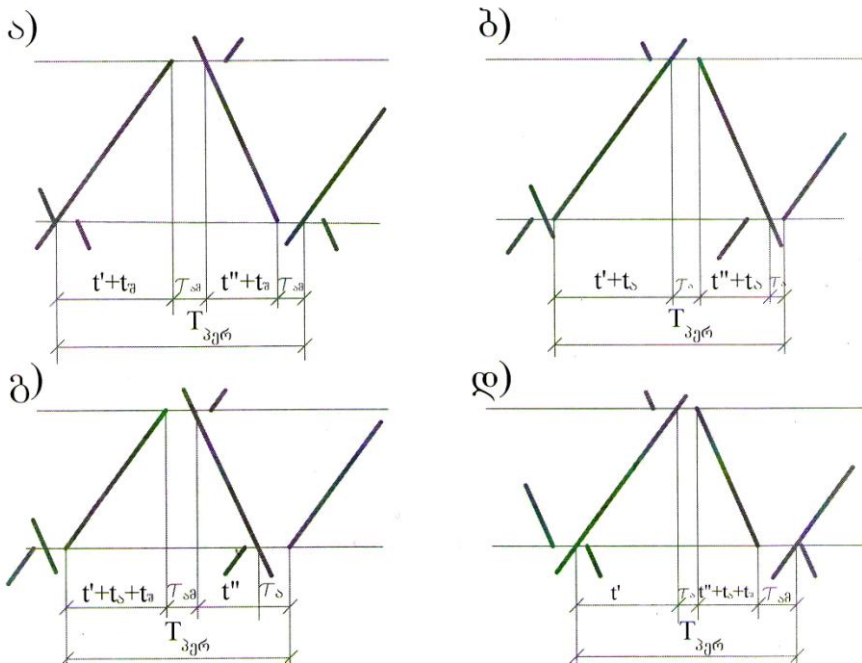 ა) ბ)
t'+tშ τაშ t"+tშ τაშ
Tპერ
t'+tა τა t"+tა τა
Tპერ
გ) დ)
t'+tა+tშ τაშ t" τა
Tპერ
t' τა t"+tა+tშ τაშ
Tპერ